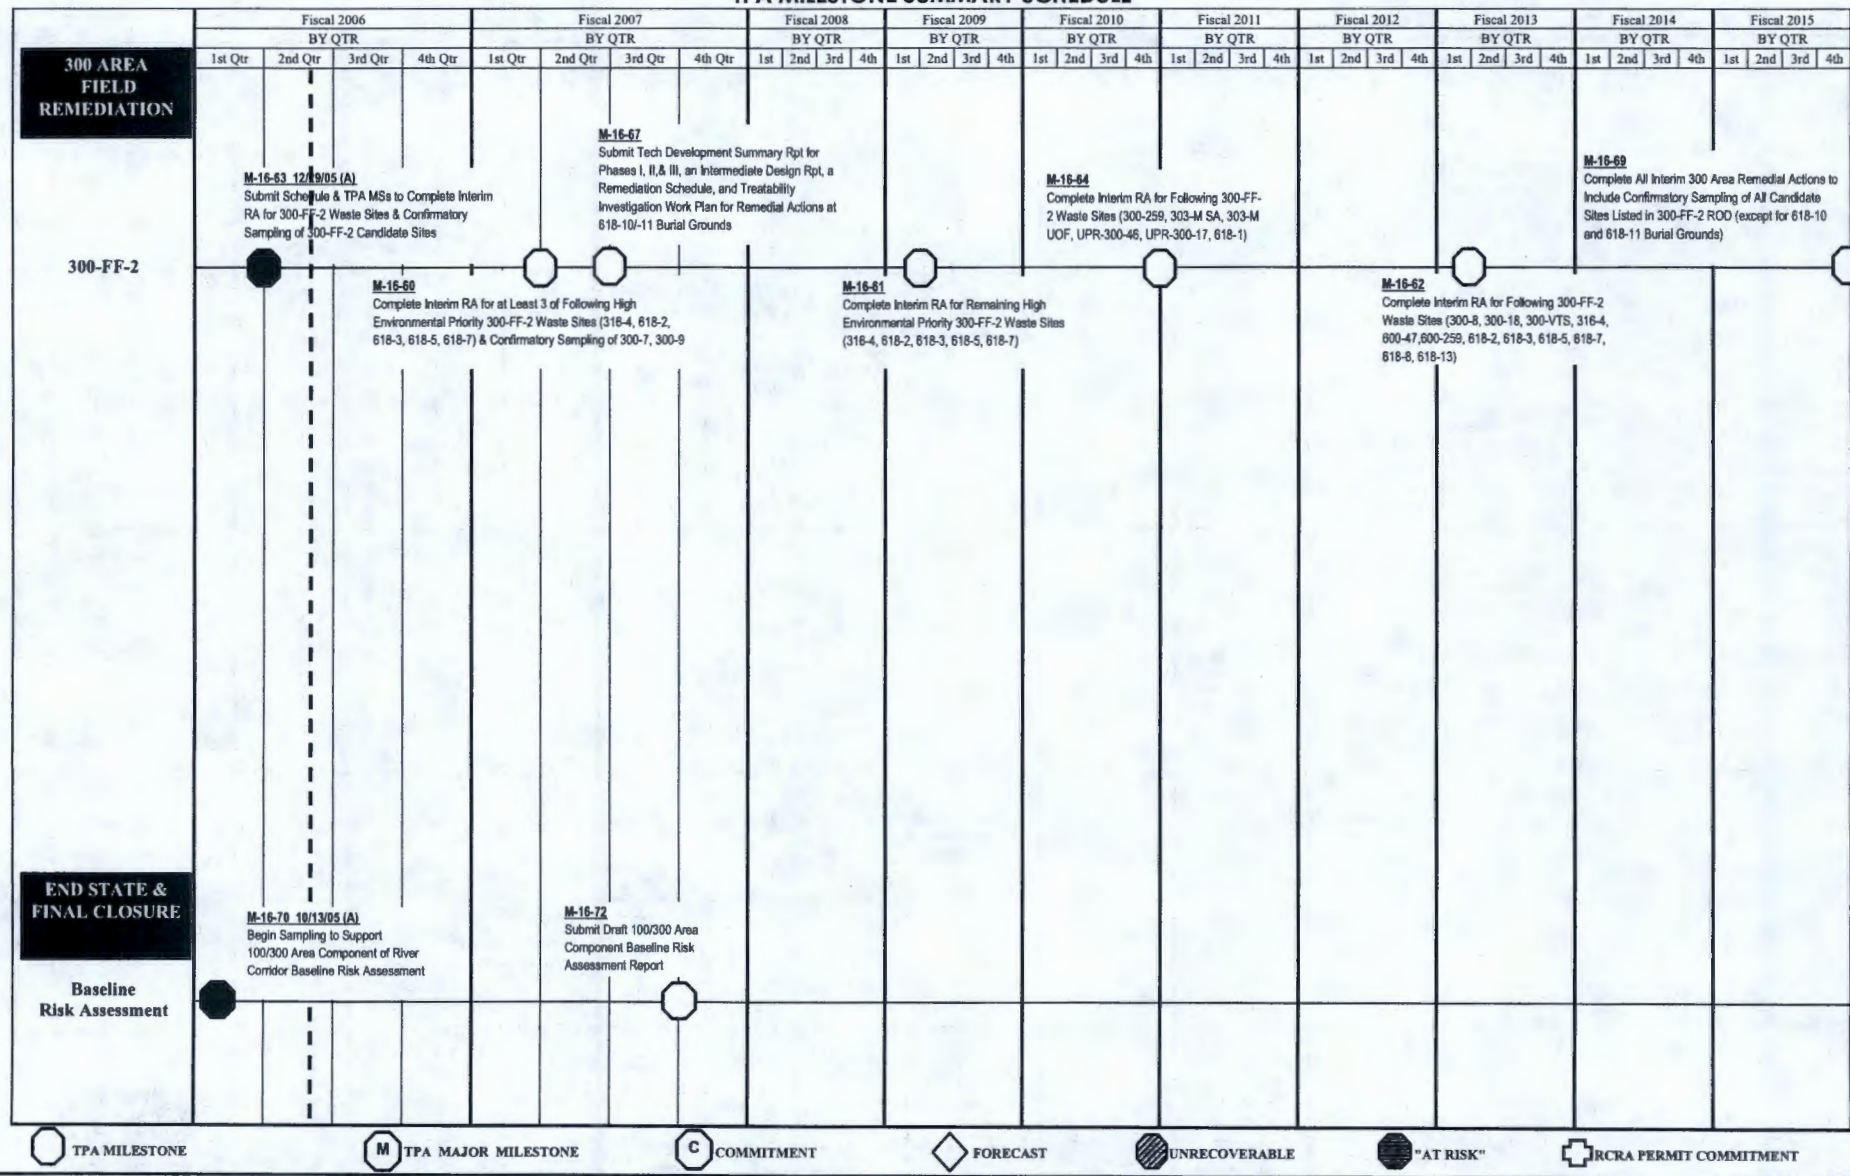 TPA MILESTONE SUMMARY SCHEDULE
Fiscal 2006 Fiscal 2007 Fiscal 2008 Fiscal 2009 Fiscal 2010 Fiscal 2011 Fiscal 2012 Fiscal 2013 Fiscal 2014 Fiscal 2015
BY QTR BY QTR BY QTR BY QTR BY QTR BY QTR BY QTR BY QTR BY QTR BY QTR
1st Qtr 2nd Qtr 3rd Qtr 4th Qtr 1st Qtr 2nd Qtr 3rd Qtr 4th Qtr 1st 2nd 3rd 4th 1st 2nd 3rd 4th 1st 2nd 3rd 4th 1st 2nd 3rd 4th 1st 2nd 3rd 4th 1st 2nd 3rd 4th 1st 2nd 3rd 4th 1st 2nd 3rd 4th
300 AREA
FIELD
REMEDIATION
M-16-63 12/29/05 (A)
Submit Schedule & TPA MSs to Complete Interim
RA for 300-FF-2 Waste Sites & Confirmatory
Sampling of 300-FF-2 Candidate Sites
M-16-67
Submit Tech Development Summary Rpt for
Phases I, II,& III, an Intermediate Design Rpt, a
Remediation Schedule, and Treatability
Investigation Work Plan for Remedial Actions at
618-10/-11 Burial Grounds
M-16-64
Complete Interim RA for Following 300-FF-
2 Waste Sites (300-259, 303-M SA, 303-M
UOF, UPR-300-46, UPR-300-17, 618-1)
M-16-69
Complete All Interim 300 Area Remedial Actions to
Include Confirmatory Sampling of All Candidate
Sites Listed in 300-FF-2 ROD (except for 618-10
and 618-11 Burial Grounds)
300-FF-2
M-16-60
Complete Interim RA for at Least 3 of Following High
Environmental Priority 300-FF-2 Waste Sites (316-4, 618-2,
618-3, 618-5, 618-7) & Confirmatory Sampling of 300-7, 300-9
M-16-61
Complete Interim RA for Remaining High
Environmental Priority 300-FF-2 Waste Sites
(316-4, 618-2, 618-3, 618-5, 618-7)
M-16-62
Complete Interim RA for Following 300-FF-2
Waste Sites (300-8, 300-18, 300-VTS, 316-4,
600-47,600-259, 618-2, 618-3, 618-5, 618-7,
618-8, 618-13)
END STATE &
FINAL CLOSURE
M-16-70 10/13/05 (A)
Begin Sampling to Support
100/300 Area Component of River
Corridor Baseline Risk Assessment
M-16-72
Submit Draft 100/300 Area
Component Baseline Risk
Assessment Report
Baseline
Risk Assessment
TPA MILESTONE M TPA MAJOR MILESTONE C COMMITMENT FORECAST UNRECOVERABLE "AT RISK" RCRA PERMIT COMMITMENT